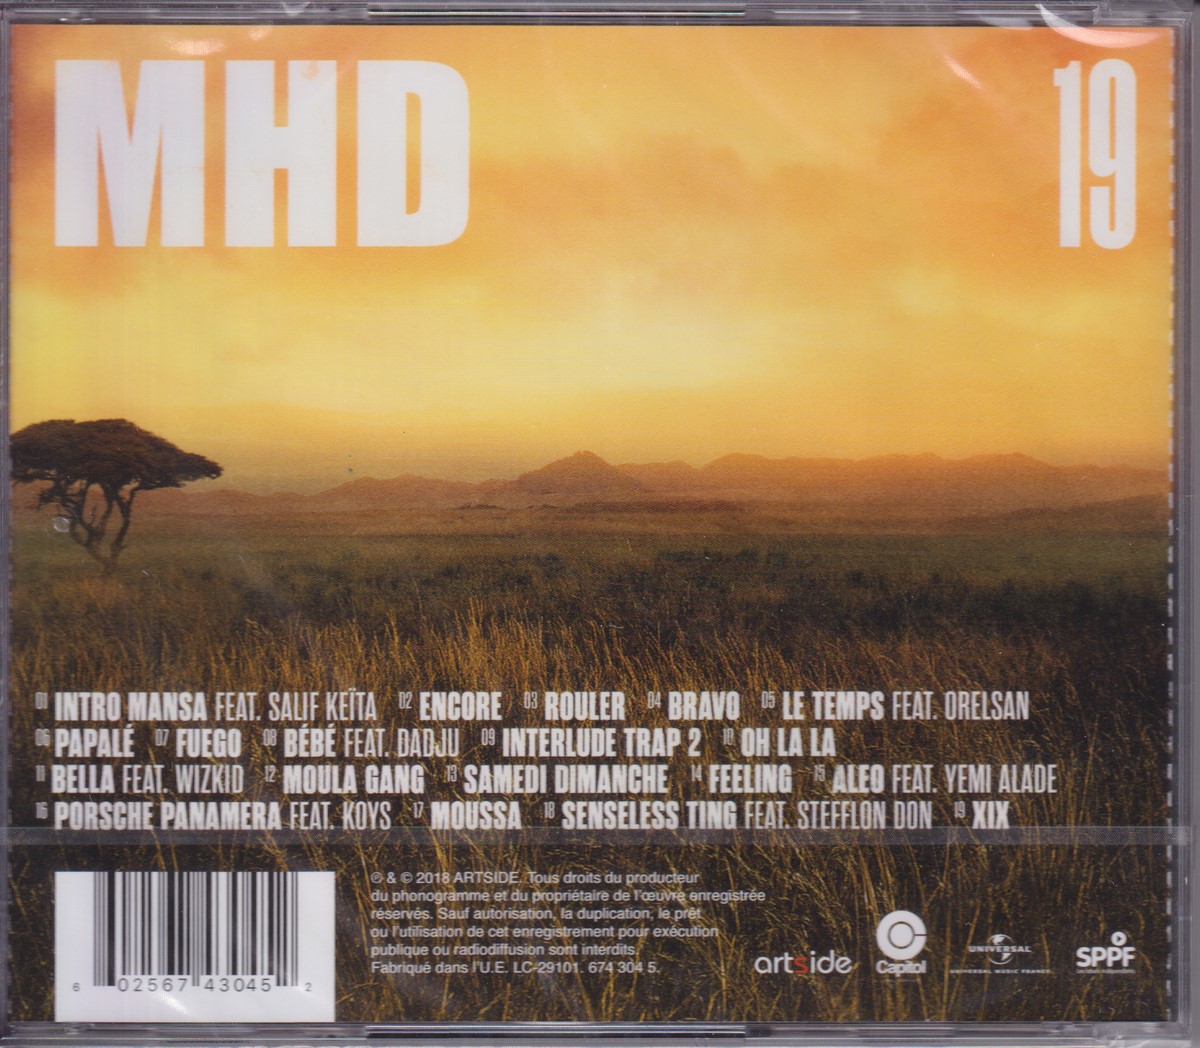 MHD
19
01 INTRO MANSA FEAT. SALIF KEÏTA 02 ENCORE 03 ROULER 04 BRAVO 05 LE TEMPS FEAT. ORELSAN
06 PAPALÉ 07 FUEGO 08 BÉBÉ FEAT. DADJU 09 INTERLUDE TRAP 2 10 OH LA LA
11 BELLA FEAT. WIZKID 12 MOULA GANG 13 SAMEDI DIMANCHE 14 FEELING 15 ALEO FEAT. YEMI ALADE
16 PORSCHE PANAMERA FEAT. KOYS 17 MOUSSA 18 SENSELESS TING FEAT. STEFFLON DON 19 XIX
℗ & © 2018 ARTSIDE. Tous droits du producteur
du phonogramme et du propriétaire de l'œuvre enregistrée
réservés. Sauf autorisation, la duplication, le prêt
ou l'utilisation de cet enregistrement pour exécution
publique ou radiodiffusion sont interdits.
Fabriqué dans l'U.E. LC-29101. 674 304 5.
6 02567 43045 2
artside
Capitol
UNIVERSAL
UNIVERSAL MUSIC FRANCE
SPPF